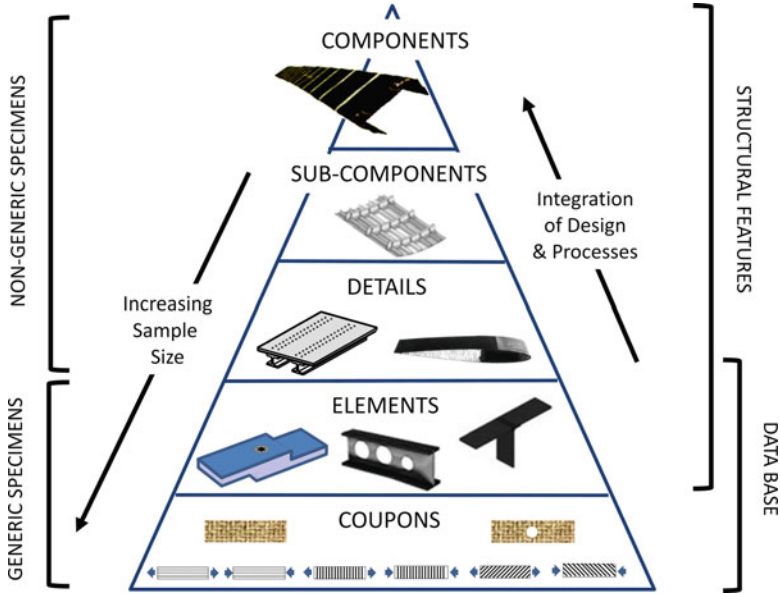 COMPONENTS
SUB-COMPONENTS
DETAILS
ELEMENTS
COUPONS
NON-GENERIC SPECIMENS
GENERIC SPECIMENS
Increasing
Sample
Size
Integration
of Design
& Processes
STRUCTURAL FEATURES
DATA BASE